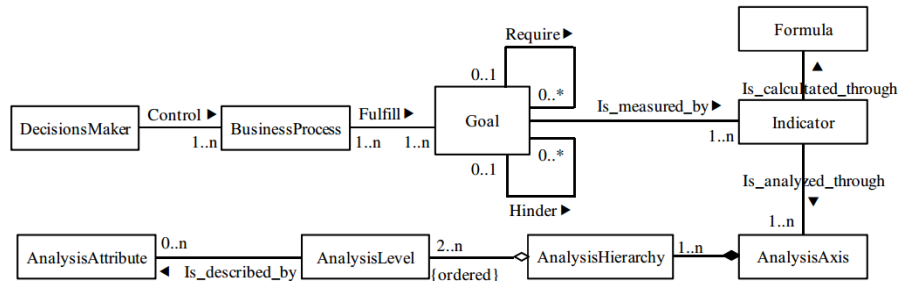 Require ▶
Formula
0..1
0..*
Is_calcultated_through
Control ▶
Fulfill ▶
Is_measured_by ▶
DecisionsMaker
BusinessProcess
Goal
Indicator
1..n
1..n
1..n
1..n
0..1
0..*
Is_analyzed_through
Hinder ▶
0..n
2..n
1..n
1..n
AnalysisAttribute
AnalysisLevel
AnalysisHierarchy
AnalysisAxis
◀ Is_described_by
{ordered}